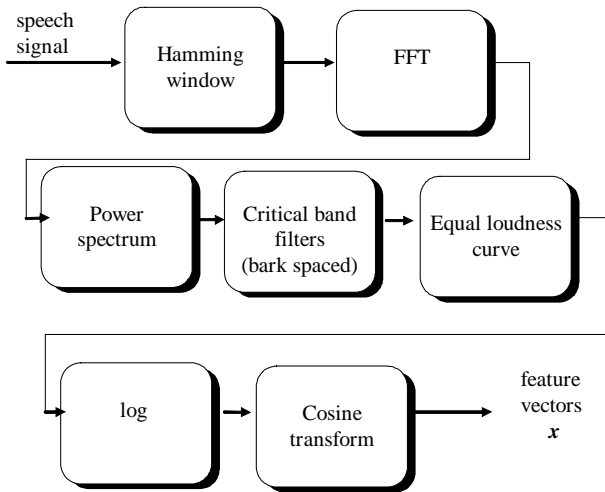 speech
signal
Hamming
window
FFT
Power
spectrum
Critical band
filters
(bark spaced)
Equal loudness
curve
log
Cosine
transform
feature
vectors
x